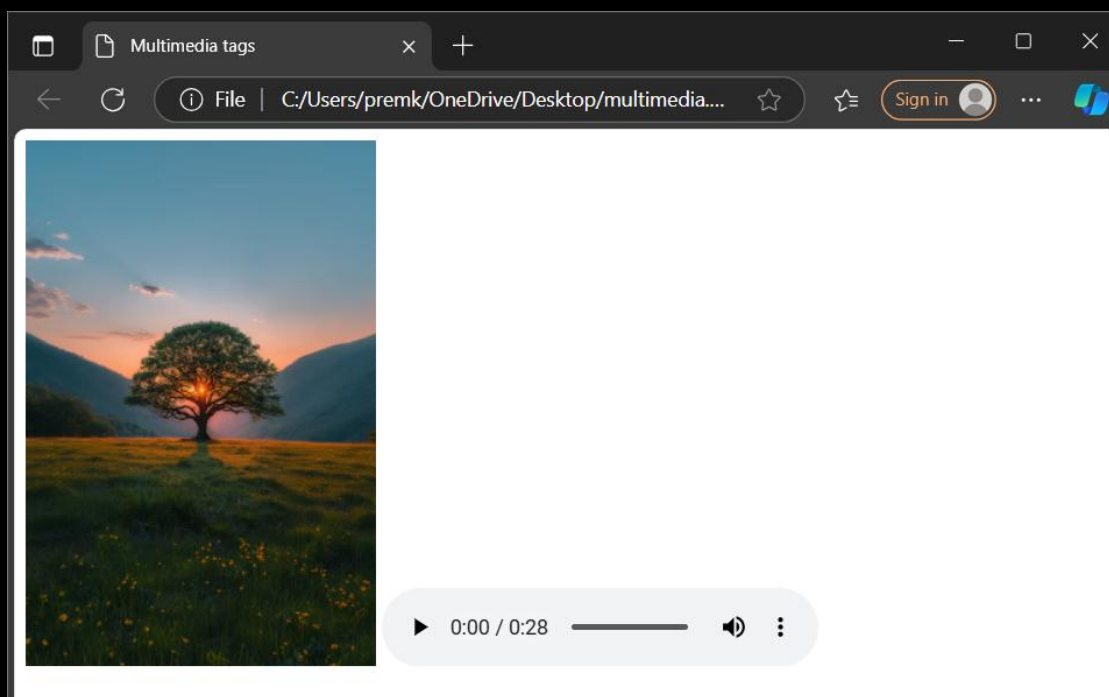 Multimedia tags
File | C:/Users/premk/OneDrive/Desktop/multimedia.... Sign in
0:00 / 0:28